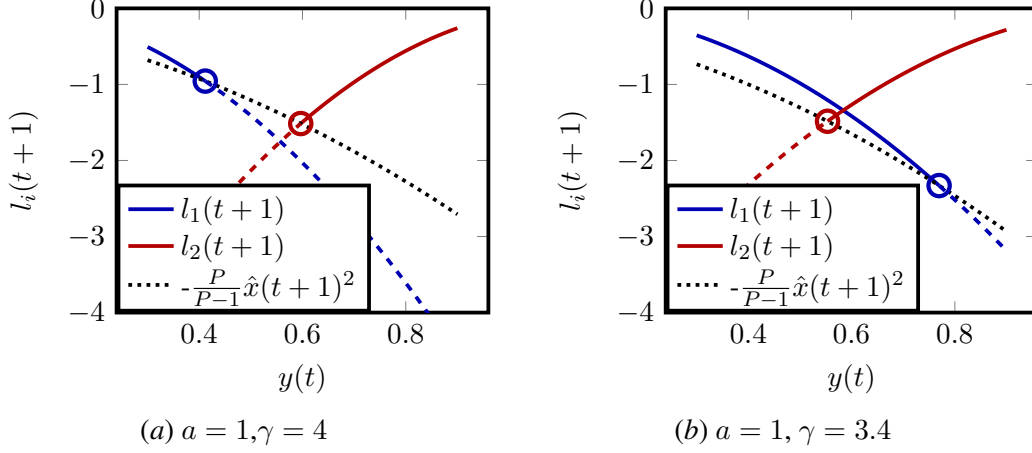 0
−1
−2
−3
−4
l_i(t + 1)
l_1(t + 1)
l_2(t + 1)
-\frac{P}{P−1} x̂(t + 1)^2
0.4 0.6 0.8
y(t)
(a) a = 1,γ = 4
0
−1
−2
−3
−4
l_i(t + 1)
l_1(t + 1)
l_2(t + 1)
-\frac{P}{P−1} x̂(t + 1)^2
0.4 0.6 0.8
y(t)
(b) a = 1, γ = 3.4